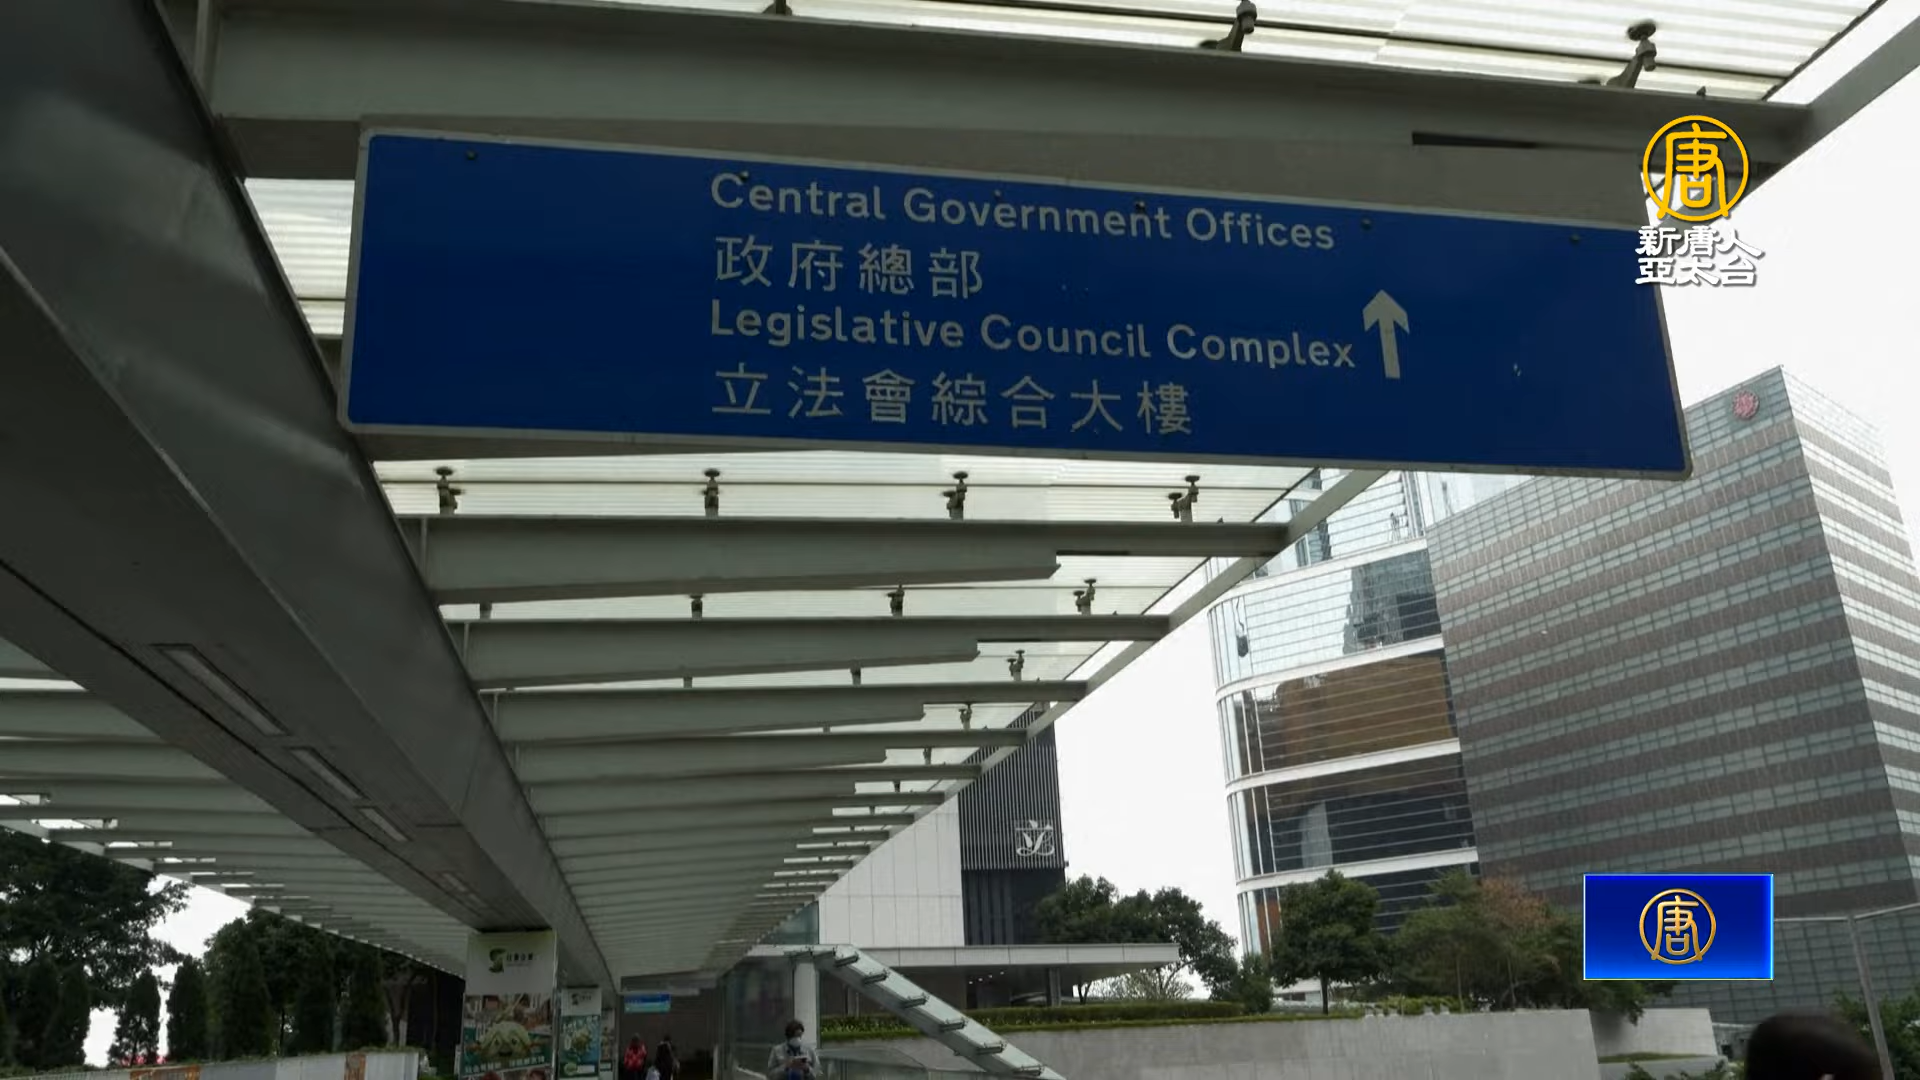 Central Government Offices
政府總部
Legislative Council Complex
立法會綜合大樓
唐
新唐人
亞太台
立
唐